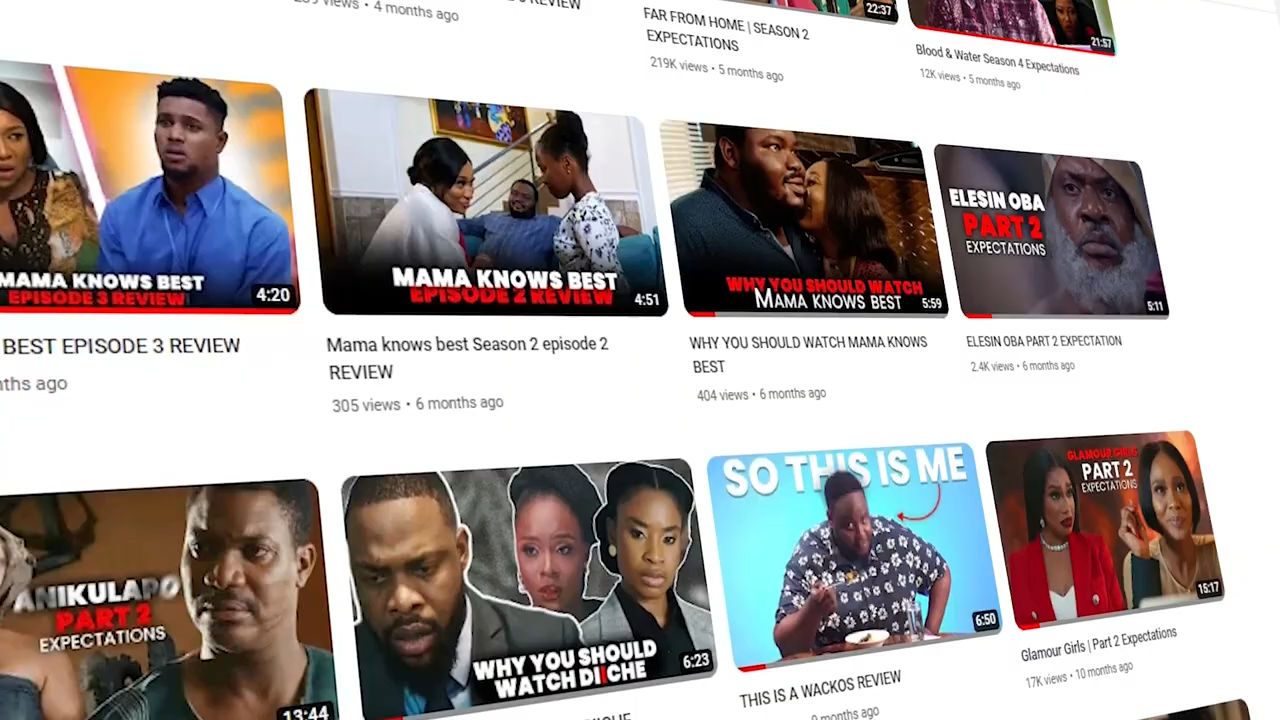 views • 4 months ago
REVIEW
22:37
FAR FROM HOME | SEASON 2
EXPECTATIONS
219K views • 5 months ago
21:57
Blood & Water Season 4 Expectations
12K views • 5 months ago
MAMA KNOWS BEST
EPISODE 3 REVIEW
4:20
BEST EPISODE 3 REVIEW
ths ago
MAMA KNOWS BEST
EPISODE 2 REVIEW
4:51
Mama knows best Season 2 episode 2
REVIEW
305 views • 6 months ago
WHY YOU SHOULD WATCH
MAMA KNOWS BEST
5:59
WHY YOU SHOULD WATCH MAMA KNOWS
BEST
404 views • 6 months ago
ELESIN OBA
PART 2
EXPECTATIONS
5:11
ELESIN OBA PART 2 EXPECTATION
2.4K views • 6 months ago
ANIKULAPO
PART 2
EXPECTATIONS
13:44
WHY YOU SHOULD
WATCH DIICHE
6:23
SO THIS IS ME
6:50
THIS IS A WACKOS REVIEW
9 months ago
GLAMOUR GIRLS
PART 2
EXPECTATIONS
15:17
Glamour Girls | Part 2 Expectations
17K views • 10 months ago